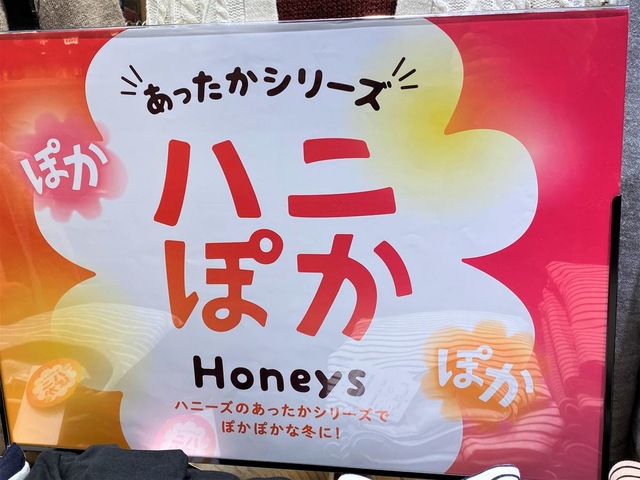 あったかシリーズ
ぽか
ハニ
ぽか
Honeys
ぽか
ハニーズのあったかシリーズで
ぽかぽかな冬に!